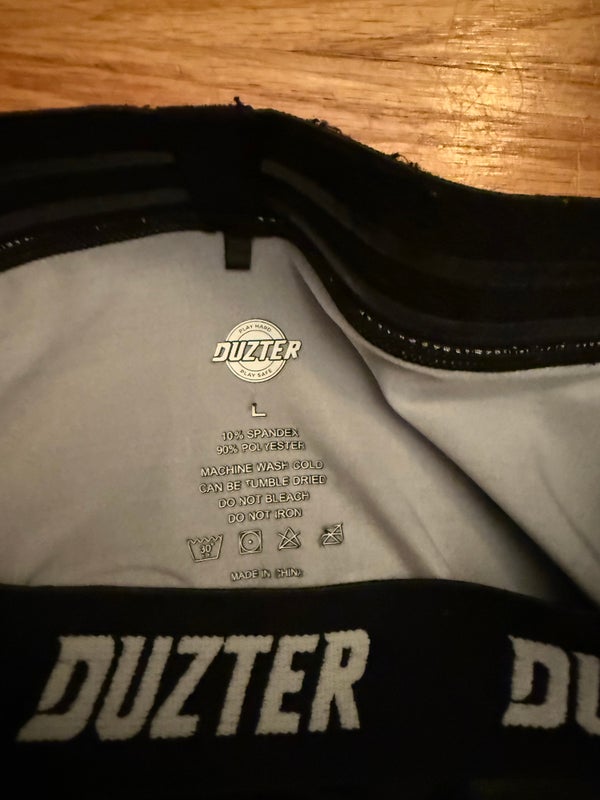 PLAY HARD
DUZTER
PLAY SAFE
L
10% SPANDEX
90% POLYESTER
MACHINE WASH COLD
CAN BE TUMBLE DRIED
DO NOT BLEACH
DO NOT IRON
30°
MADE IN CHINA
DUZTER
DU